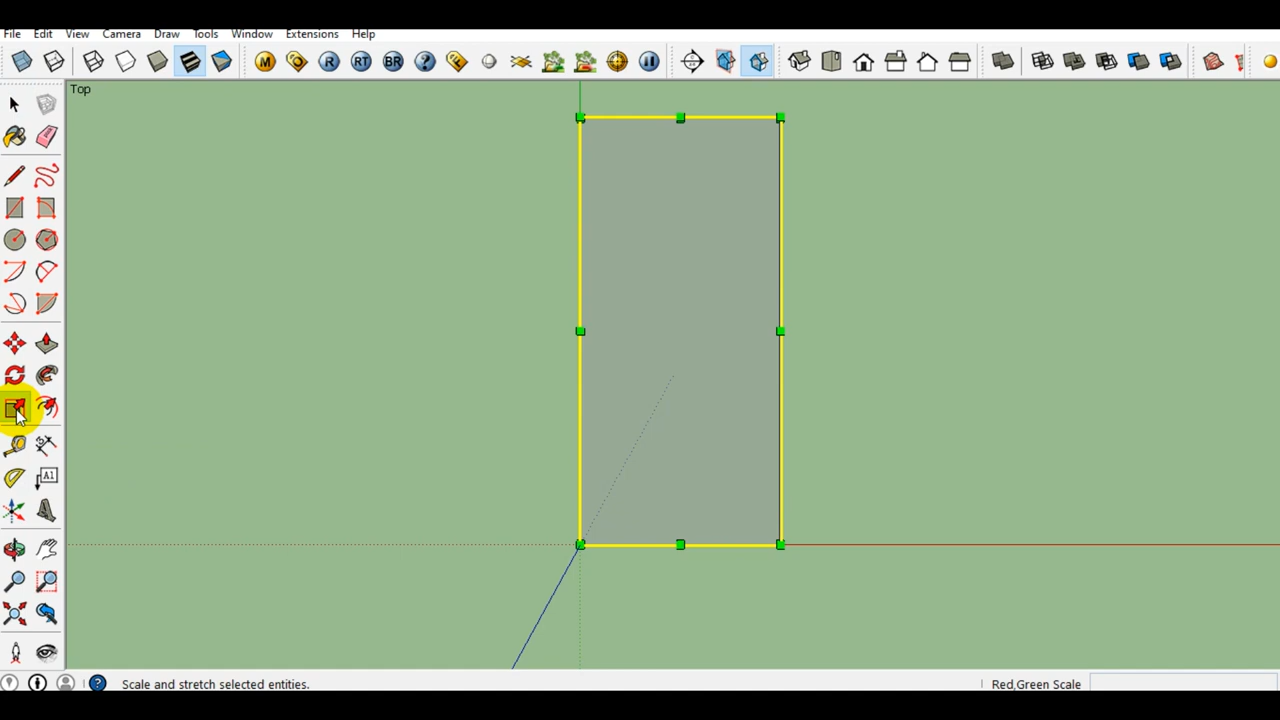 File Edit View Camera Draw Tools Window Extensions Help
M R RT BR ?
Top
A1
? Scale and stretch selected entities. Red,Green Scale